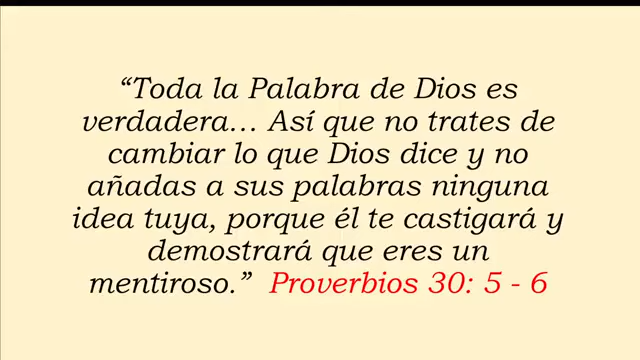 “Toda la Palabra de Dios es
verdadera... Así que no trates de
cambiar lo que Dios dice y no
añadas a sus palabras ninguna
idea tuya, porque él te castigará y
demostrará que eres un
mentiroso.” Proverbios 30: 5 - 6